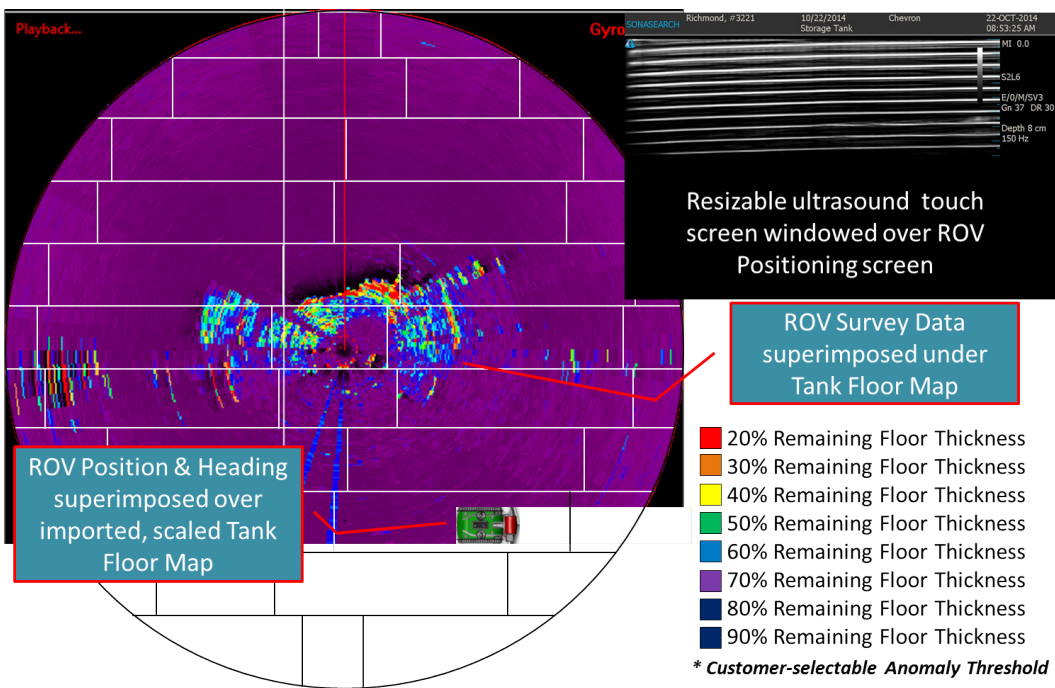 Playback...
Gyro
SONASEARCH
Richmond, #3221
10/22/2014
Storage Tank
Chevron
22-OCT-2014
08:53:25 AM
MI 0.0
S2L6
E/0/M/SV3
Gn 37 DR 30
Depth 8 cm
150 Hz
Resizable ultrasound touch
screen windowed over ROV
Positioning screen
ROV Survey Data
superimposed under
Tank Floor Map
ROV Position & Heading
superimposed over
imported, scaled Tank
Floor Map
20% Remaining Floor Thickness
30% Remaining Floor Thickness
40% Remaining Floor Thickness
50% Remaining Floor Thickness
60% Remaining Floor Thickness
70% Remaining Floor Thickness
80% Remaining Floor Thickness
90% Remaining Floor Thickness
* Customer-selectable Anomaly Threshold